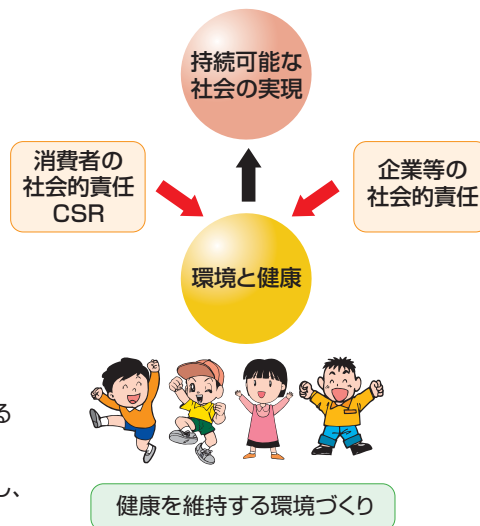 持続可能な
社会の実現
消費者の
社会的責任
CSR
企業等の
社会的責任
環境と健康
る
し、
健康を維持する環境づくり